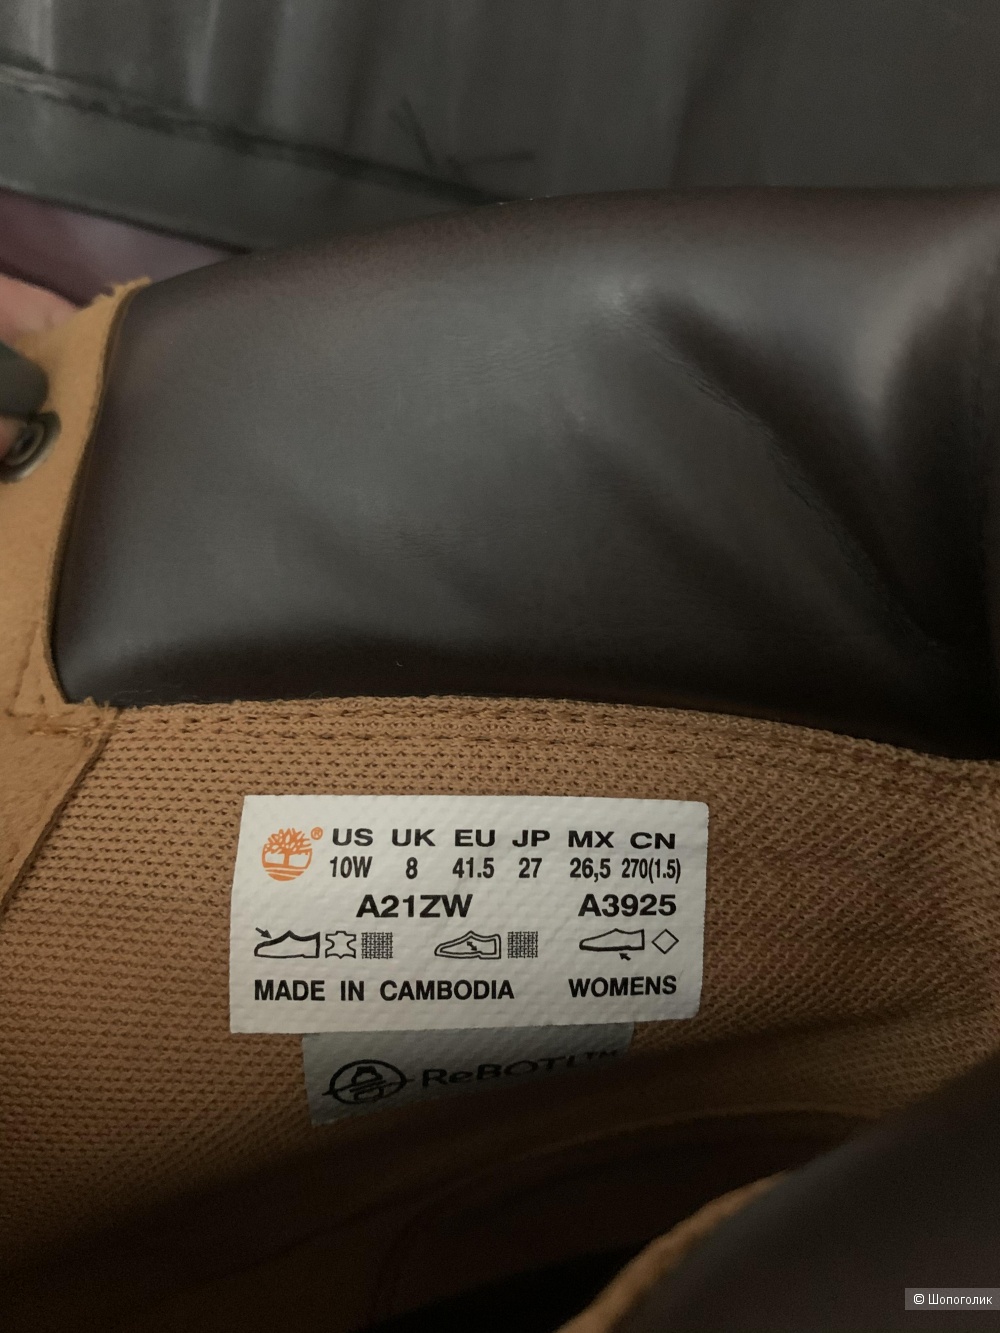 ® US UK EU JP MX CN
10W 8 41.5 27 26,5 270(1.5)
A21ZW A3925
MADE IN CAMBODIA WOMENS
ReBOTL™
© Шопоголик